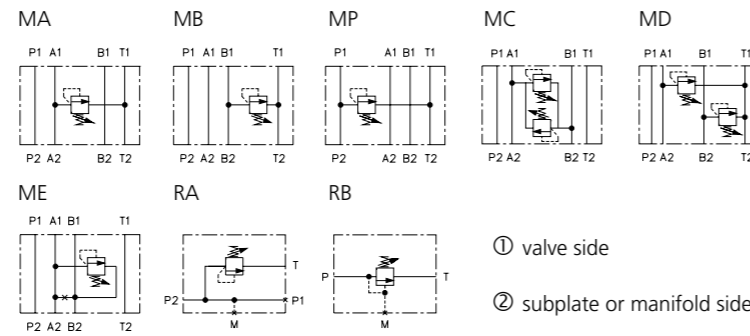 MA MB MP MC MD
P1 A1 B1 T1 P1 A1 B1 T1 P1 A1 B1 T1 P1 A1 B1 T1 P1 A1 B1 T1
P2 A2 B2 T2 P2 A2 B2 T2 P2 A2 B2 T2 P2 A2 B2 T2 P2 A2 B2 T2
ME RA RB
P1 A1 B1 T1
① valve side
T P T
P2 P1
② subplate or manifold side
P2 A2 B2 T2 M M